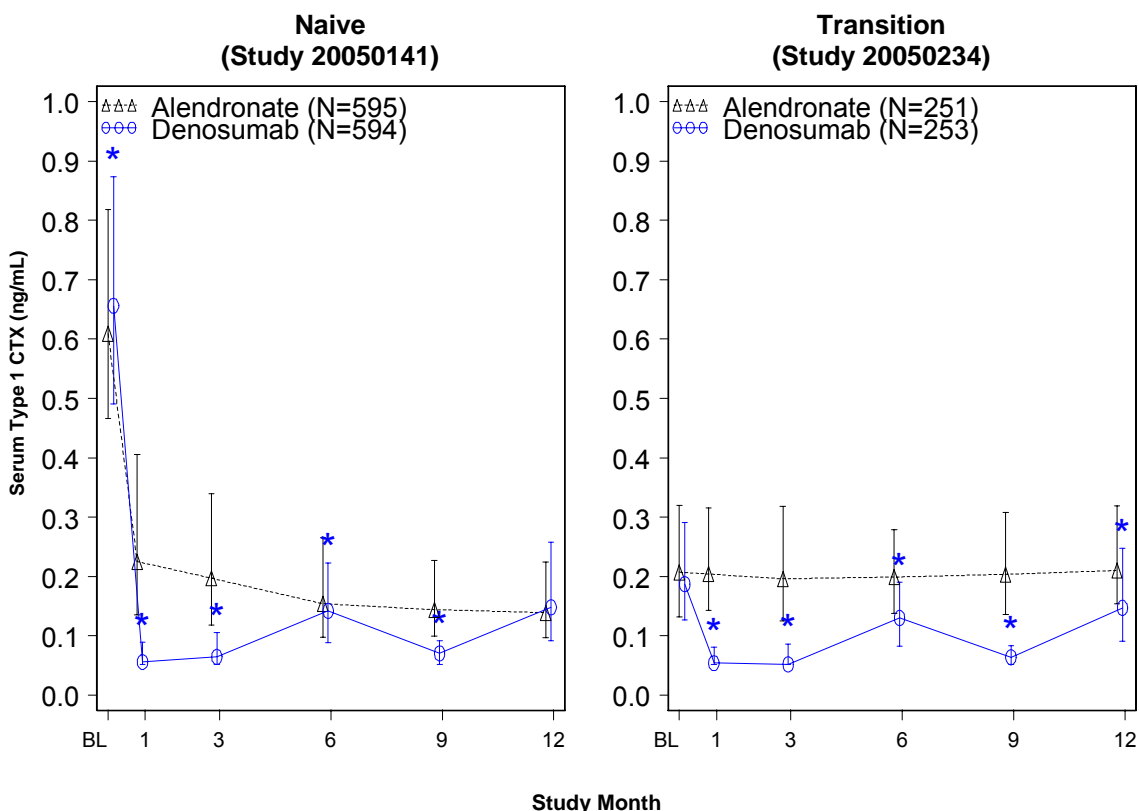 Naive
(Study 20050141)
Transition
(Study 20050234)
Serum Type 1 CTX (ng/mL)
1.0
0.9
0.8
0.7
0.6
0.5
0.4
0.3
0.2
0.1
0.0
Alendronate (N=595)
Denosumab (N=594)
*
*
*
*
*
BL 1 3 6 9 12
1.0
0.9
0.8
0.7
0.6
0.5
0.4
0.3
0.2
0.1
0.0
Alendronate (N=251)
Denosumab (N=253)
*
*
*
*
*
BL 1 3 6 9 12
Study Month